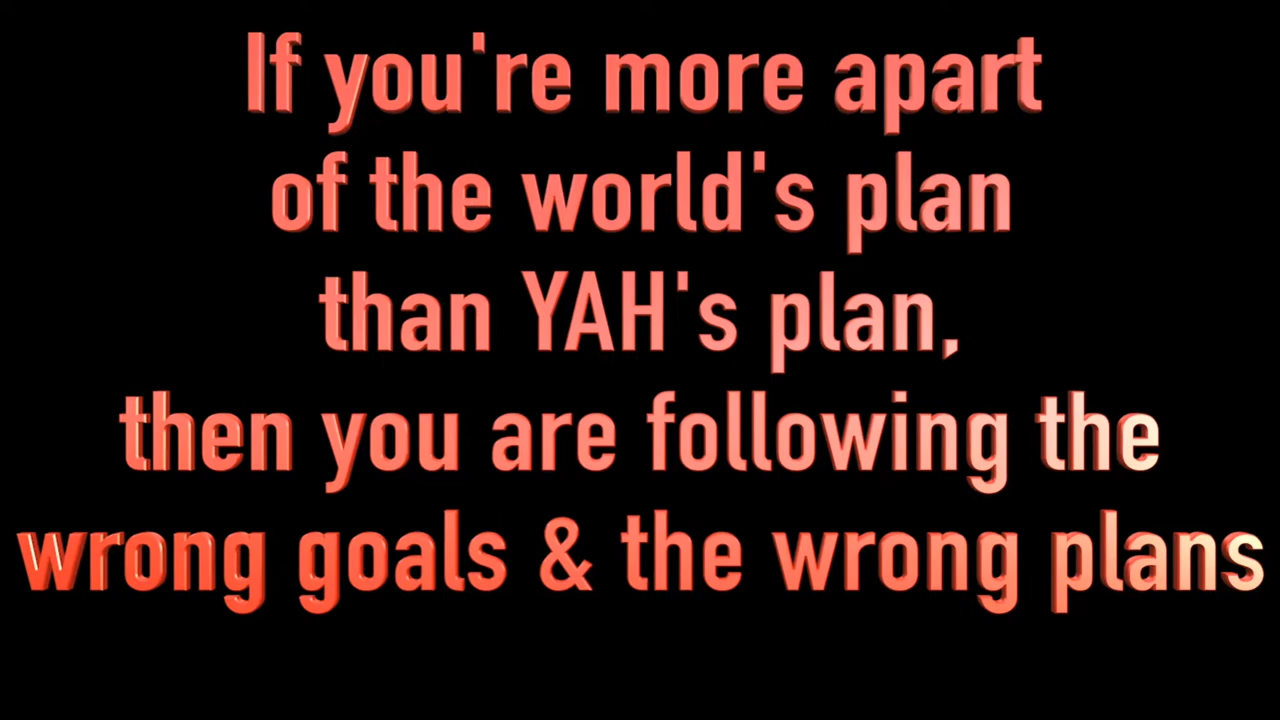 If you're more apart
of the world's plan
than YAH's plan,
then you are following the
wrong goals & the wrong plans